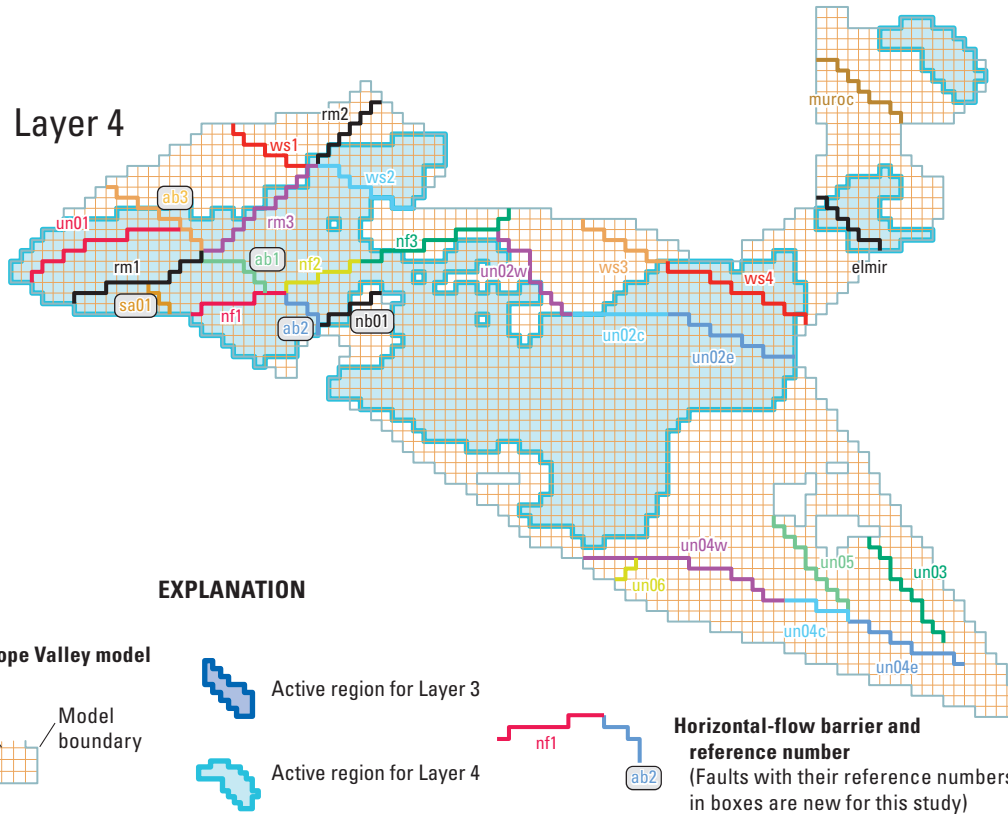 Layer 4
muroc
rm2
ws1
ws2
ab3
un01
rm3
nf3
elmir
ab1
nf2
un02w
ws3
ws4
rm1
sa01
nf1
ab2
nb01
un02c
un02e
un04w
un05
un03
un06
un04c
un04e
EXPLANATION
ope Valley model
Model
boundary
Active region for Layer 3
Active region for Layer 4
nf1
ab2
Horizontal-flow barrier and
reference number
(Faults with their reference numbers
in boxes are new for this study)